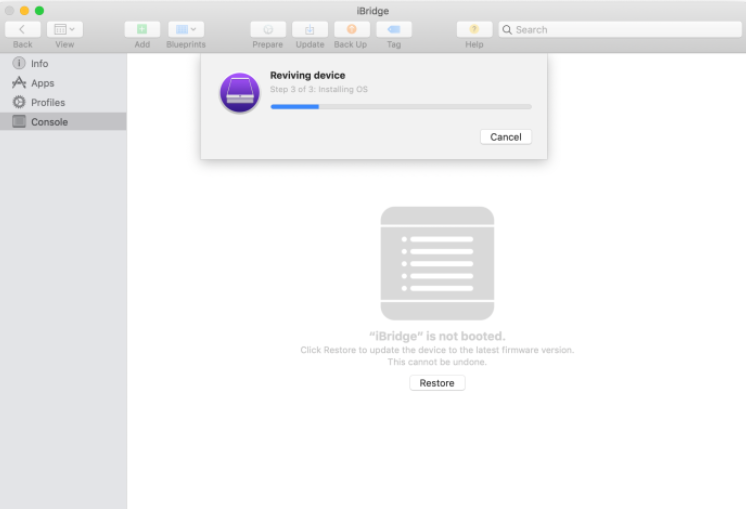 iBridge
Search
Back View Add Blueprints Prepare Update Back Up Tag Help
Info
Apps
Profiles
Console
Reviving device
Step 3 of 3: Installing OS
Cancel
"iBridge" is not booted.
Click Restore to update the device to the latest firmware version.
This cannot be undone.
Restore